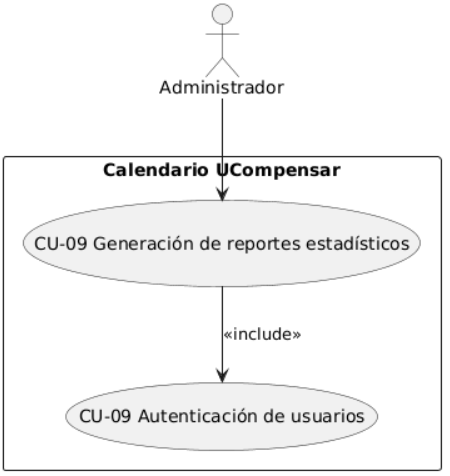 Administrador
Calendario UCompensar
CU-09 Generación de reportes estadísticos
«include»
CU-09 Autenticación de usuarios